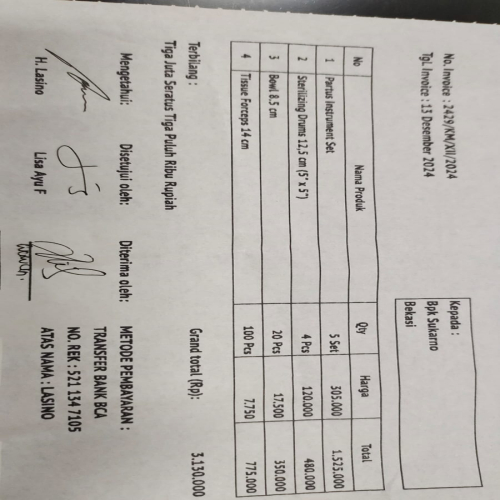 No. Invoice : 2429/KM/XII/2024
Tgl. Invoice : 13 Desember 2024
Kepada :
Bpk Sukarno
Bekasi
No Nama Produk Qty Harga Total
1 Partus Instrument Set 5 Set 305.000 1.525.000
2 Sterilizing Drums 12,5 cm (5" x 5") 4 Pcs 120.000 480.000
3 Bowl 8.5 cm 20 Pcs 17.500 350.000
4 Tissue Forceps 14 cm 100 Pcs 7.750 775.000
Grand total (Rp): 3.130.000
Terbilang :
Tiga Juta Seratus Tiga Puluh Ribu Rupiah
Mengetahui: Disetujui oleh: Diterima oleh:
H. Lasino Lisa Ayu F
METODE PEMBAYARAN :
TRANSFER BANK BCA
NO. REK : 521 134 7105
ATAS NAMA : LASINO